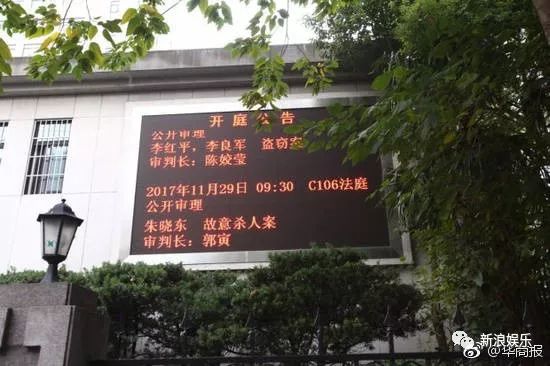 开庭公告
公开审理
李红平，李良军 盗窃案
审判长：陈姣莹
2017年11月29日 09:30 C106法庭
公开审理
朱晓东 故意杀人案
审判长：郭寅
新浪娱乐
@华商报